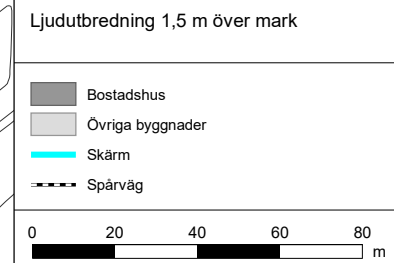 Ljudutbredning 1,5 m över mark
Bostadshus
Övriga byggnader
Skärm
Spårväg
0 20 40 60 80
m